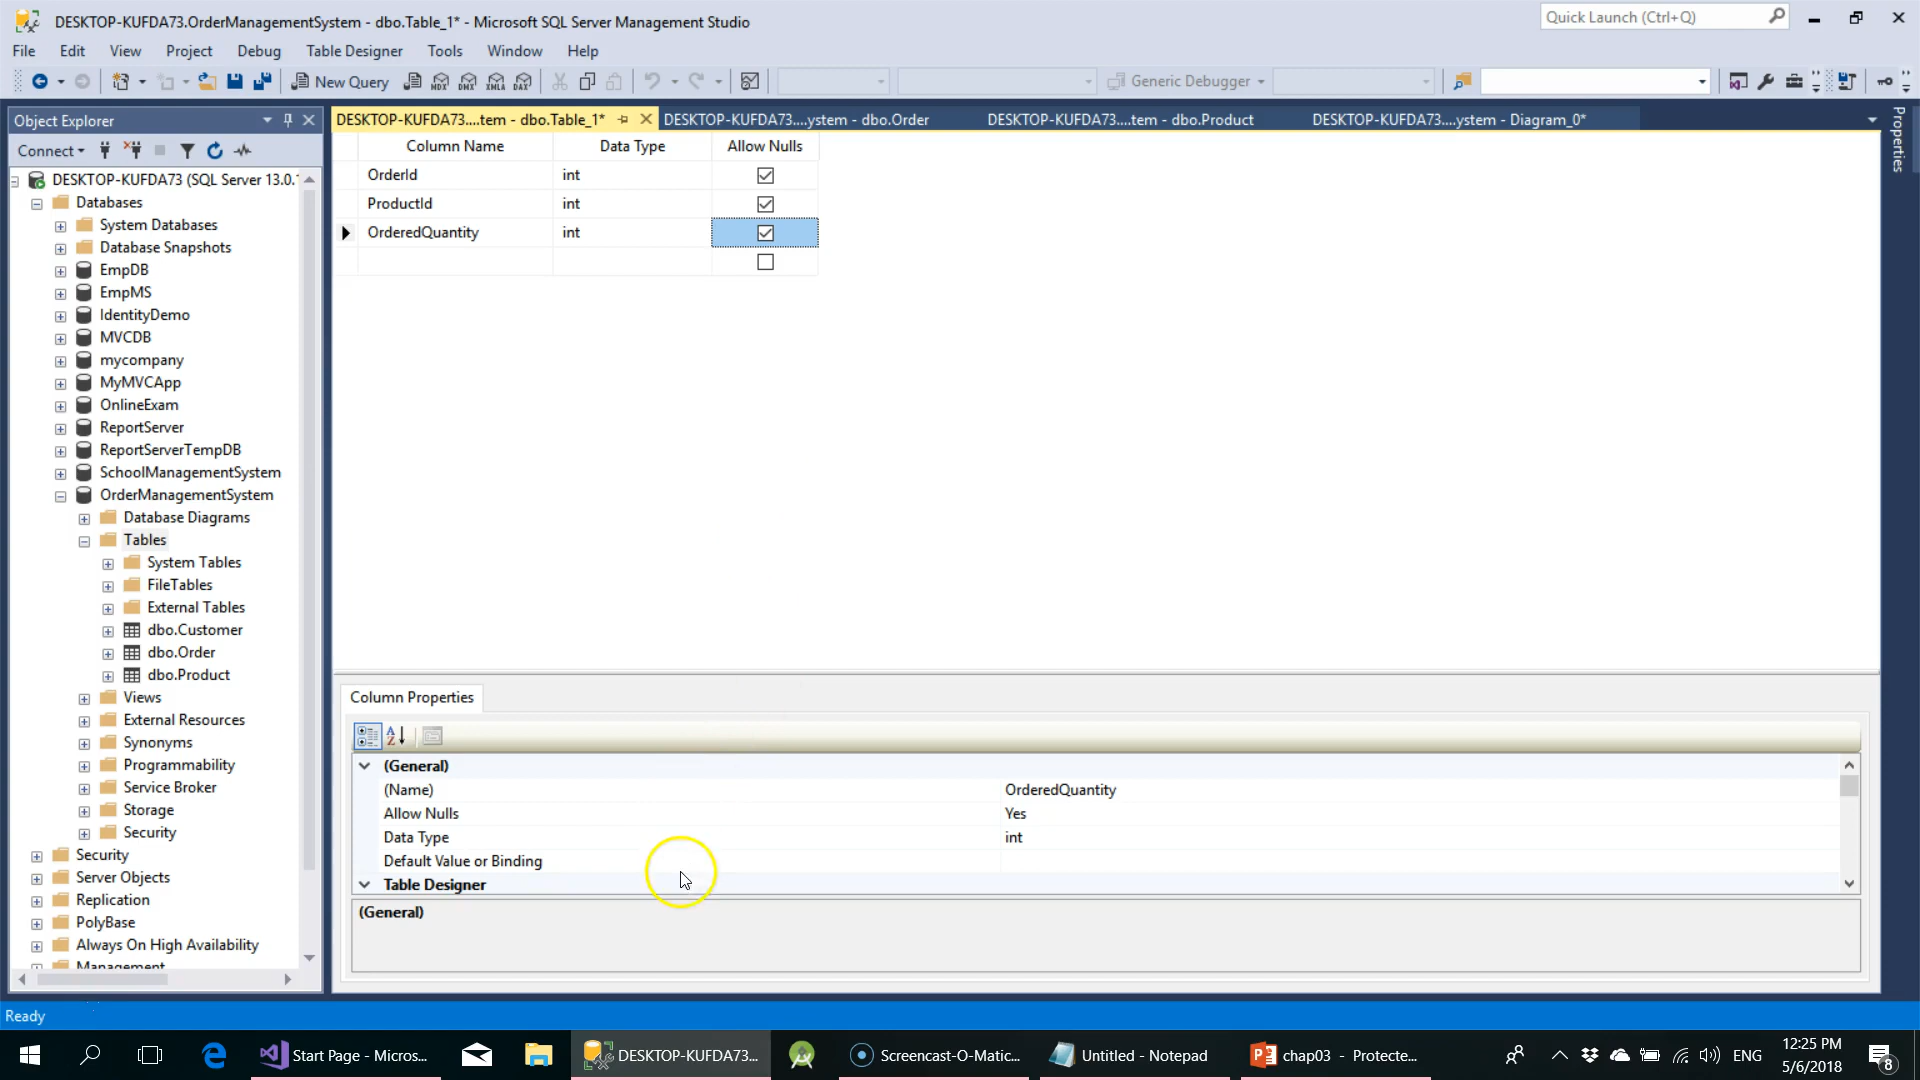 DESKTOP-KUFDA73.OrderManagementSystem - dbo.Table_1* - Microsoft SQL Server Management Studio
Quick Launch (Ctrl+Q)
File Edit View Project Debug Table Designer Tools Window Help
New Query
MDX DMX XMLA DAX
Generic Debugger
Object Explorer
DESKTOP-KUFDA73....tem - dbo.Table_1*
DESKTOP-KUFDA73....ystem - dbo.Order
DESKTOP-KUFDA73....tem - dbo.Product
DESKTOP-KUFDA73....ystem - Diagram_0*
Properties
Connect
DESKTOP-KUFDA73 (SQL Server 13.0.1
Databases
System Databases
Database Snapshots
EmpDB
EmpMS
IdentityDemo
MVCDB
mycompany
MyMVCApp
OnlineExam
ReportServer
ReportServerTempDB
SchoolManagementSystem
OrderManagementSystem
Database Diagrams
Tables
System Tables
FileTables
External Tables
dbo.Customer
dbo.Order
dbo.Product
Views
External Resources
Synonyms
Programmability
Service Broker
Storage
Security
Security
Server Objects
Replication
PolyBase
Always On High Availability
Management
Column Name Data Type Allow Nulls
OrderId int
ProductId int
OrderedQuantity int
Column Properties
(General)
(Name) OrderedQuantity
Allow Nulls Yes
Data Type int
Default Value or Binding
Table Designer
(General)
Ready
Start Page - Micros...
DESKTOP-KUFDA73...
Screencast-O-Matic...
Untitled - Notepad
chap03 - Protecte...
ENG
12:25 PM
5/6/2018
8